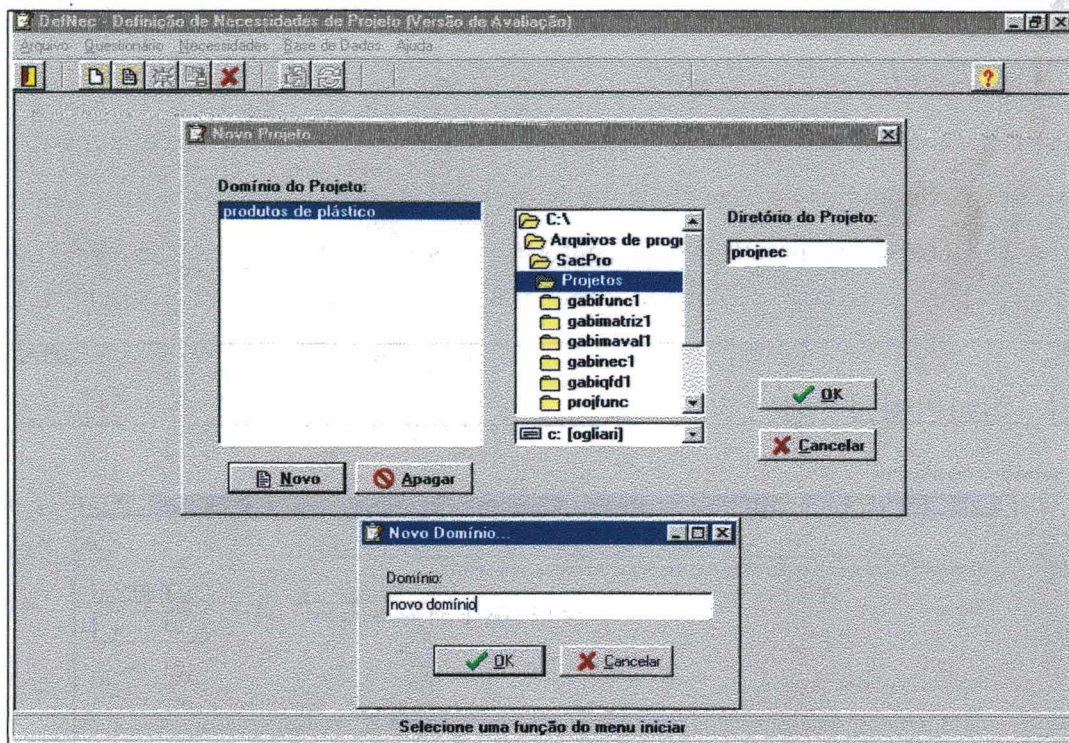 DefNec - Definição de Necessidades de Projeto (Versão de Avaliação)
Arquivo Questionário Necessidades Base de Dados Ajuda
Novo Projeto...
Domínio do Projeto:
produtos de plástico
C:\
Arquivos de progr
SacPro
Projetos
gabifunc1
gabimatriz1
gabimaval1
gabinec1
gabiqfd1
projfunc
c: [ogliari]
Diretório do Projeto:
projnec
OK
Cancelar
Novo
Apagar
Novo Domínio...
Domínio:
novo domínio
OK
Cancelar
Selecione uma função do menu iniciar